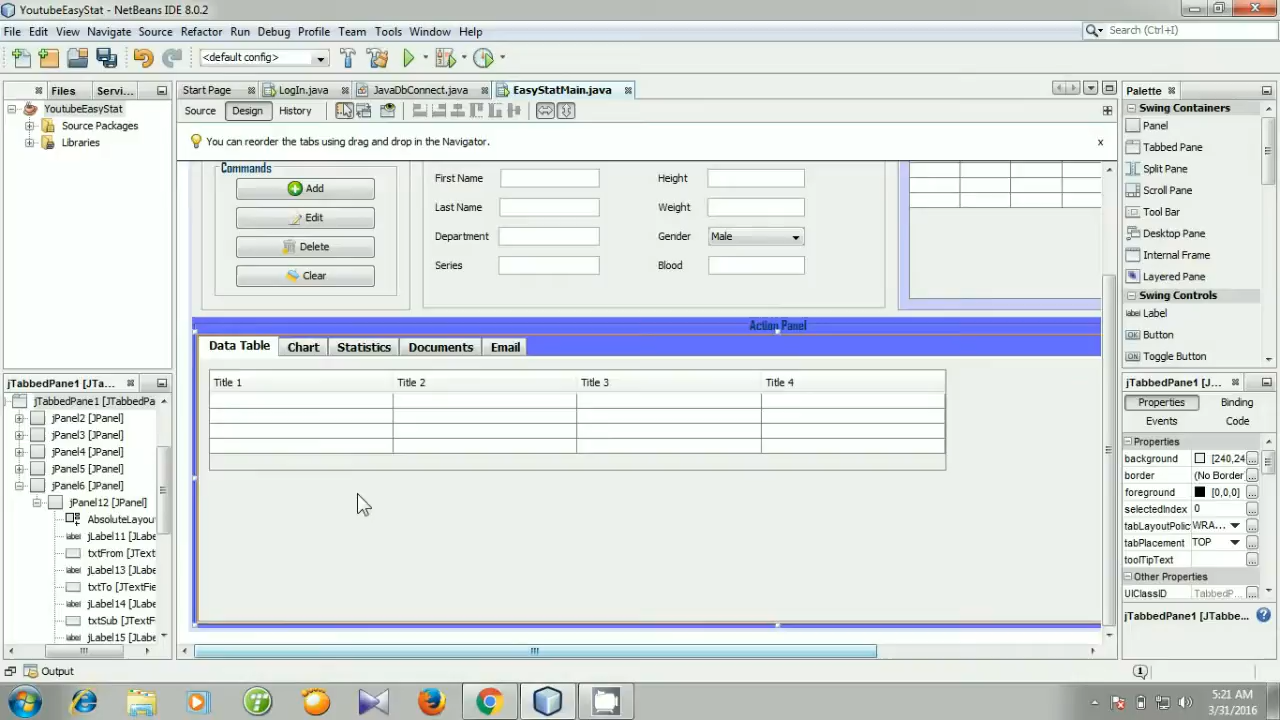 YoutubeEasyStat - NetBeans IDE 8.0.2
File Edit View Navigate Source Refactor Run Debug Profile Team Tools Window Help
Search (Ctrl+I)
<default config>
Files Servi...
Start Page LogIn.java JavaDbConnect.java EasyStatMain.java
Palette
Source Design History
Swing Containers
YoutubeEasyStat
Source Packages
Libraries
You can reorder the tabs using drag and drop in the Navigator. x
Panel
Tabbed Pane
Split Pane
Scroll Pane
Tool Bar
Desktop Pane
Internal Frame
Layered Pane
Swing Controls
Label
Button
Toggle Button
Commands
Add
Edit
Delete
Clear
First Name Height
Last Name Weight
Department Gender Male
Series Blood
Action Panel
Data Table Chart Statistics Documents Email
Title 1 Title 2 Title 3 Title 4
jTabbedPane1 [JTa...
jTabbedPane1 [JTabbedPa
jPanel2 [JPanel]
jPanel3 [JPanel]
jPanel4 [JPanel]
jPanel5 [JPanel]
jPanel6 [JPanel]
jPanel12 [JPanel]
AbsoluteLayou
jLabel11 [JLabe
txtFrom [JText
jLabel13 [JLabe
txtTo [JTextFie
jLabel14 [JLabe
txtSub [JTextFi
jLabel15 [JLabe
jTabbedPane1 [J...
Properties Binding
Events Code
Properties
background [240,24 ...
border (No Border ...
foreground [0,0,0] ...
selectedIndex 0 ...
tabLayoutPolic WRA... ...
tabPlacement TOP ...
toolTipText ...
Other Properties
UIClassID TabbedP... ...
jTabbedPane1 [JTabbe...
Output
1
5:21 AM
3/31/2016